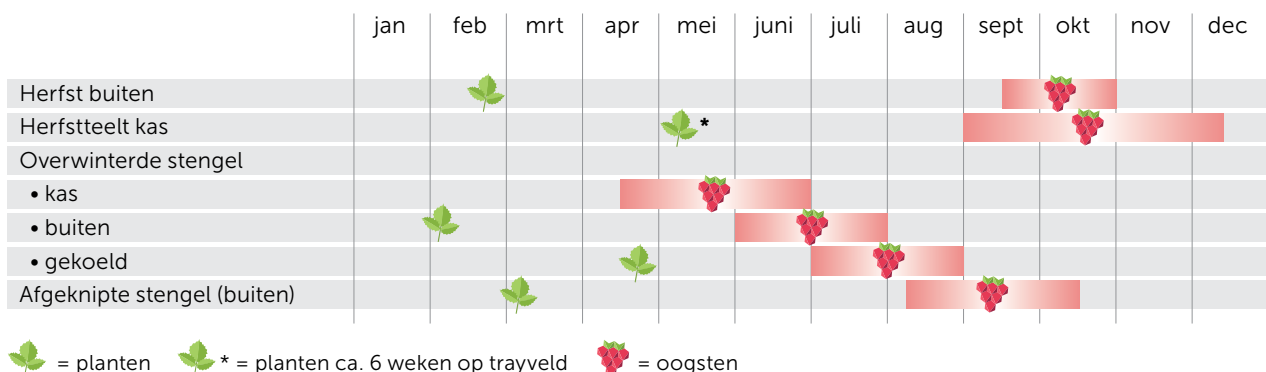 jan feb mrt apr mei juni juli aug sept okt nov dec
Herfst buiten
Herfstteelt kas *
Overwinterde stengel
• kas
• buiten
• gekoeld
Afgeknipte stengel (buiten)
= planten * = planten ca. 6 weken op trayveld = oogsten